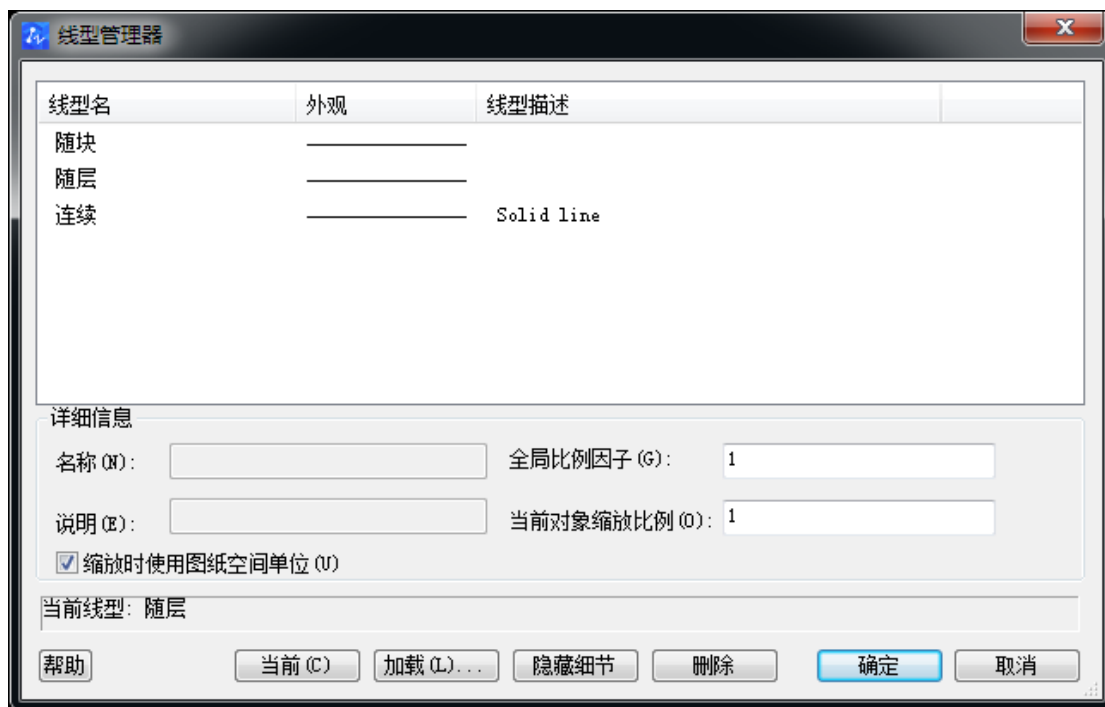 线型管理器
线型名 外观 线型描述
随块
随层
连续 Solid line
详细信息
名称(N): 全局比例因子(G): 1
说明(E): 当前对象缩放比例(O): 1
缩放时使用图纸空间单位(U)
当前线型: 随层
帮助 当前(C) 加载(L)... 隐藏细节 删除 确定 取消